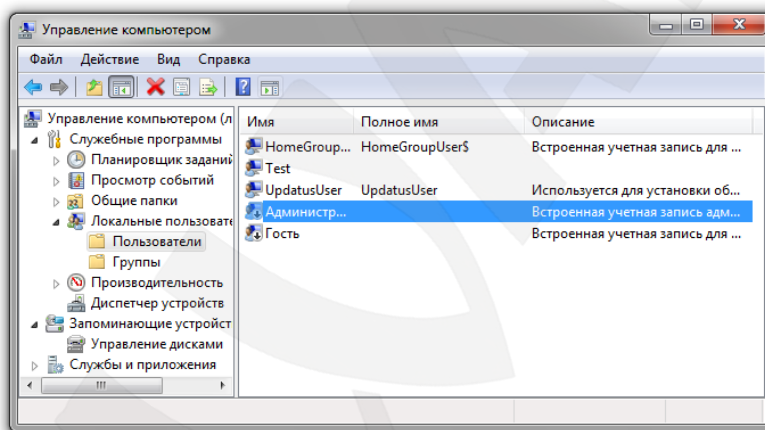 Управление компьютером
Файл Действие Вид Справка
Управление компьютером (л
Служебные программы
Планировщик заданий
Просмотр событий
Общие папки
Локальные пользовате
Пользователи
Группы
Производительность
Диспетчер устройств
Запоминающие устройст
Управление дисками
Службы и приложения
Имя Полное имя Описание
HomeGroup... HomeGroupUser$ Встроенная учетная запись для ...
Test
UpdatusUser UpdatusUser Используется для установки об...
Администр... Встроенная учетная запись адм...
Гость Встроенная учетная запись для ...